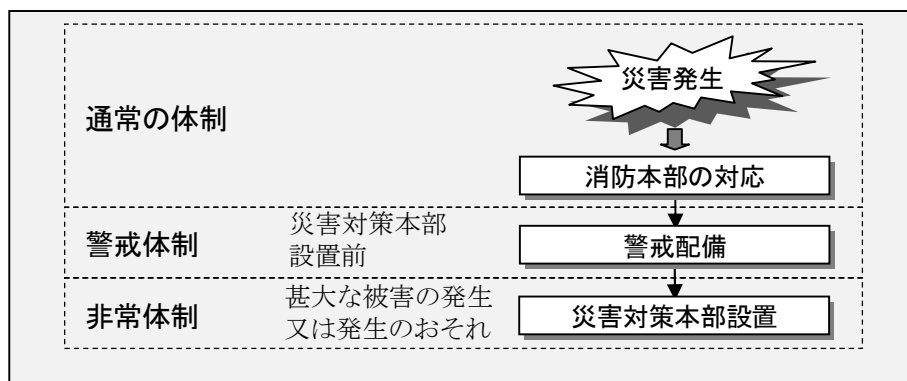 災害発生
通常の体制
消防本部の対応
警戒体制
災害対策本部
設置前
警戒配備
非常体制
甚大な被害の発生
又は発生のおそれ
災害対策本部設置